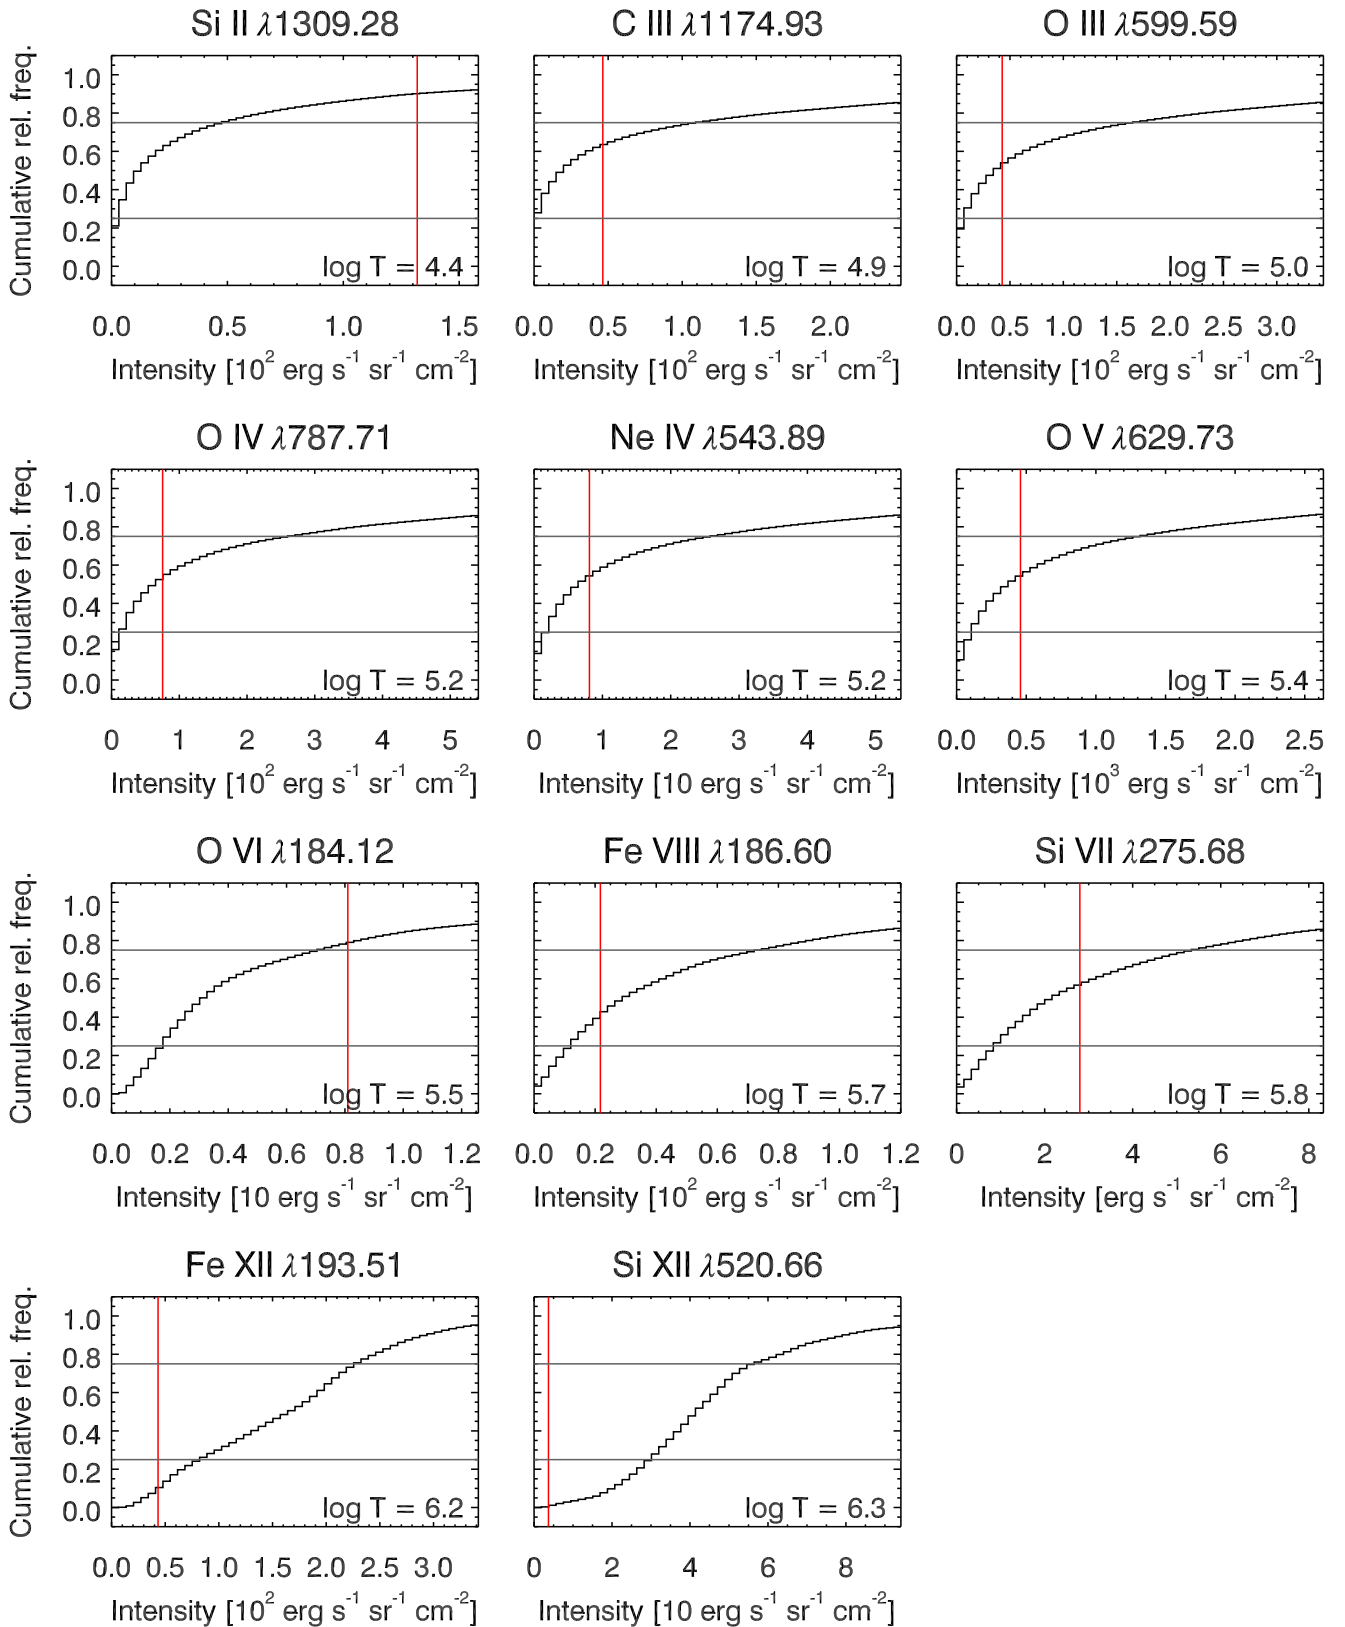 Si II λ1309.28 C III λ1174.93 O III λ599.59
Cumulative rel. freq.
1.0
0.8
0.6
0.4
0.2
0.0
log T = 4.4 log T = 4.9 log T = 5.0
0.0 0.5 1.0 1.5 0.0 0.5 1.0 1.5 2.0 0.0 0.5 1.0 1.5 2.0 2.5 3.0
Intensity [10² erg s⁻¹ sr⁻¹ cm⁻²] Intensity [10² erg s⁻¹ sr⁻¹ cm⁻²] Intensity [10² erg s⁻¹ sr⁻¹ cm⁻²]
O IV λ787.71 Ne IV λ543.89 O V λ629.73
Cumulative rel. freq.
1.0
0.8
0.6
0.4
0.2
0.0
log T = 5.2 log T = 5.2 log T = 5.4
0 1 2 3 4 5 0 1 2 3 4 5 0.0 0.5 1.0 1.5 2.0 2.5
Intensity [10² erg s⁻¹ sr⁻¹ cm⁻²] Intensity [10 erg s⁻¹ sr⁻¹ cm⁻²] Intensity [10³ erg s⁻¹ sr⁻¹ cm⁻²]
O VI λ184.12 Fe VIII λ186.60 Si VII λ275.68
Cumulative rel. freq.
1.0
0.8
0.6
0.4
0.2
0.0
log T = 5.5 log T = 5.7 log T = 5.8
0.0 0.2 0.4 0.6 0.8 1.0 1.2 0.0 0.2 0.4 0.6 0.8 1.0 1.2 0 2 4 6 8
Intensity [10 erg s⁻¹ sr⁻¹ cm⁻²] Intensity [10² erg s⁻¹ sr⁻¹ cm⁻²] Intensity [erg s⁻¹ sr⁻¹ cm⁻²]
Fe XII λ193.51 Si XII λ520.66
Cumulative rel. freq.
1.0
0.8
0.6
0.4
0.2
0.0
log T = 6.2 log T = 6.3
0.0 0.5 1.0 1.5 2.0 2.5 3.0 0 2 4 6 8
Intensity [10² erg s⁻¹ sr⁻¹ cm⁻²] Intensity [10 erg s⁻¹ sr⁻¹ cm⁻²]